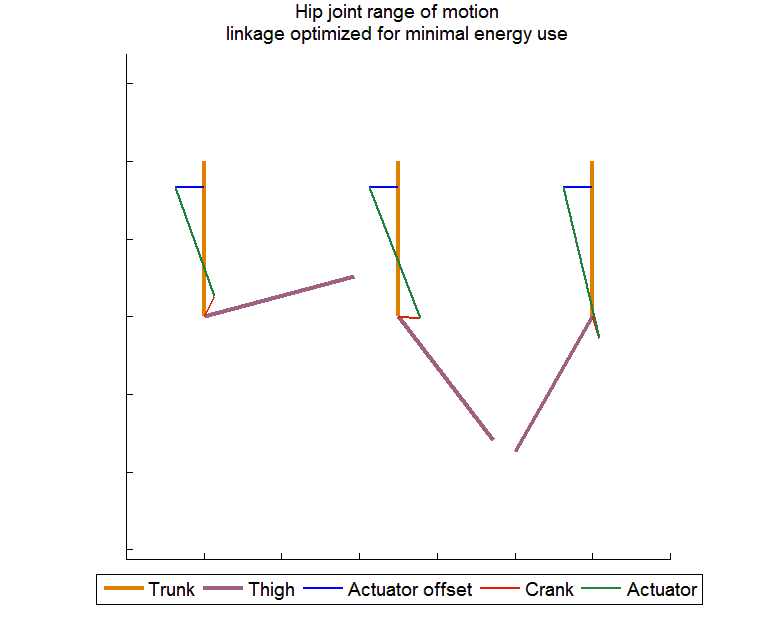 Hip joint range of motion
linkage optimized for minimal energy use
Trunk Thigh Actuator offset Crank Actuator